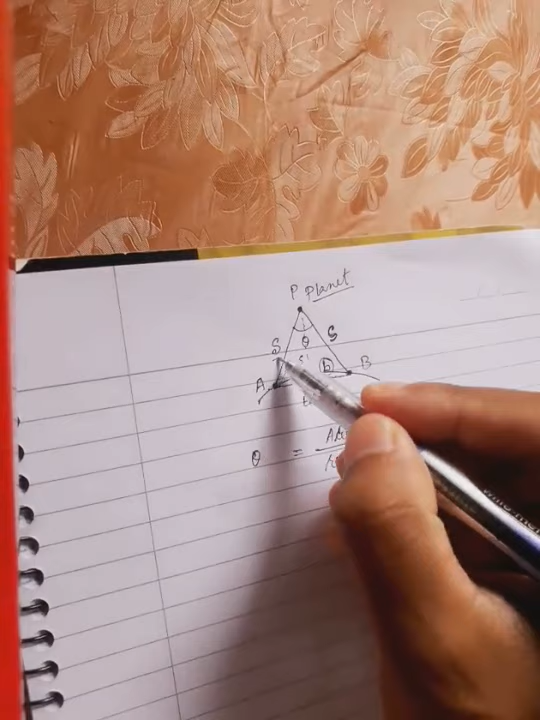 P Planet
S θ S
A b B
θ =